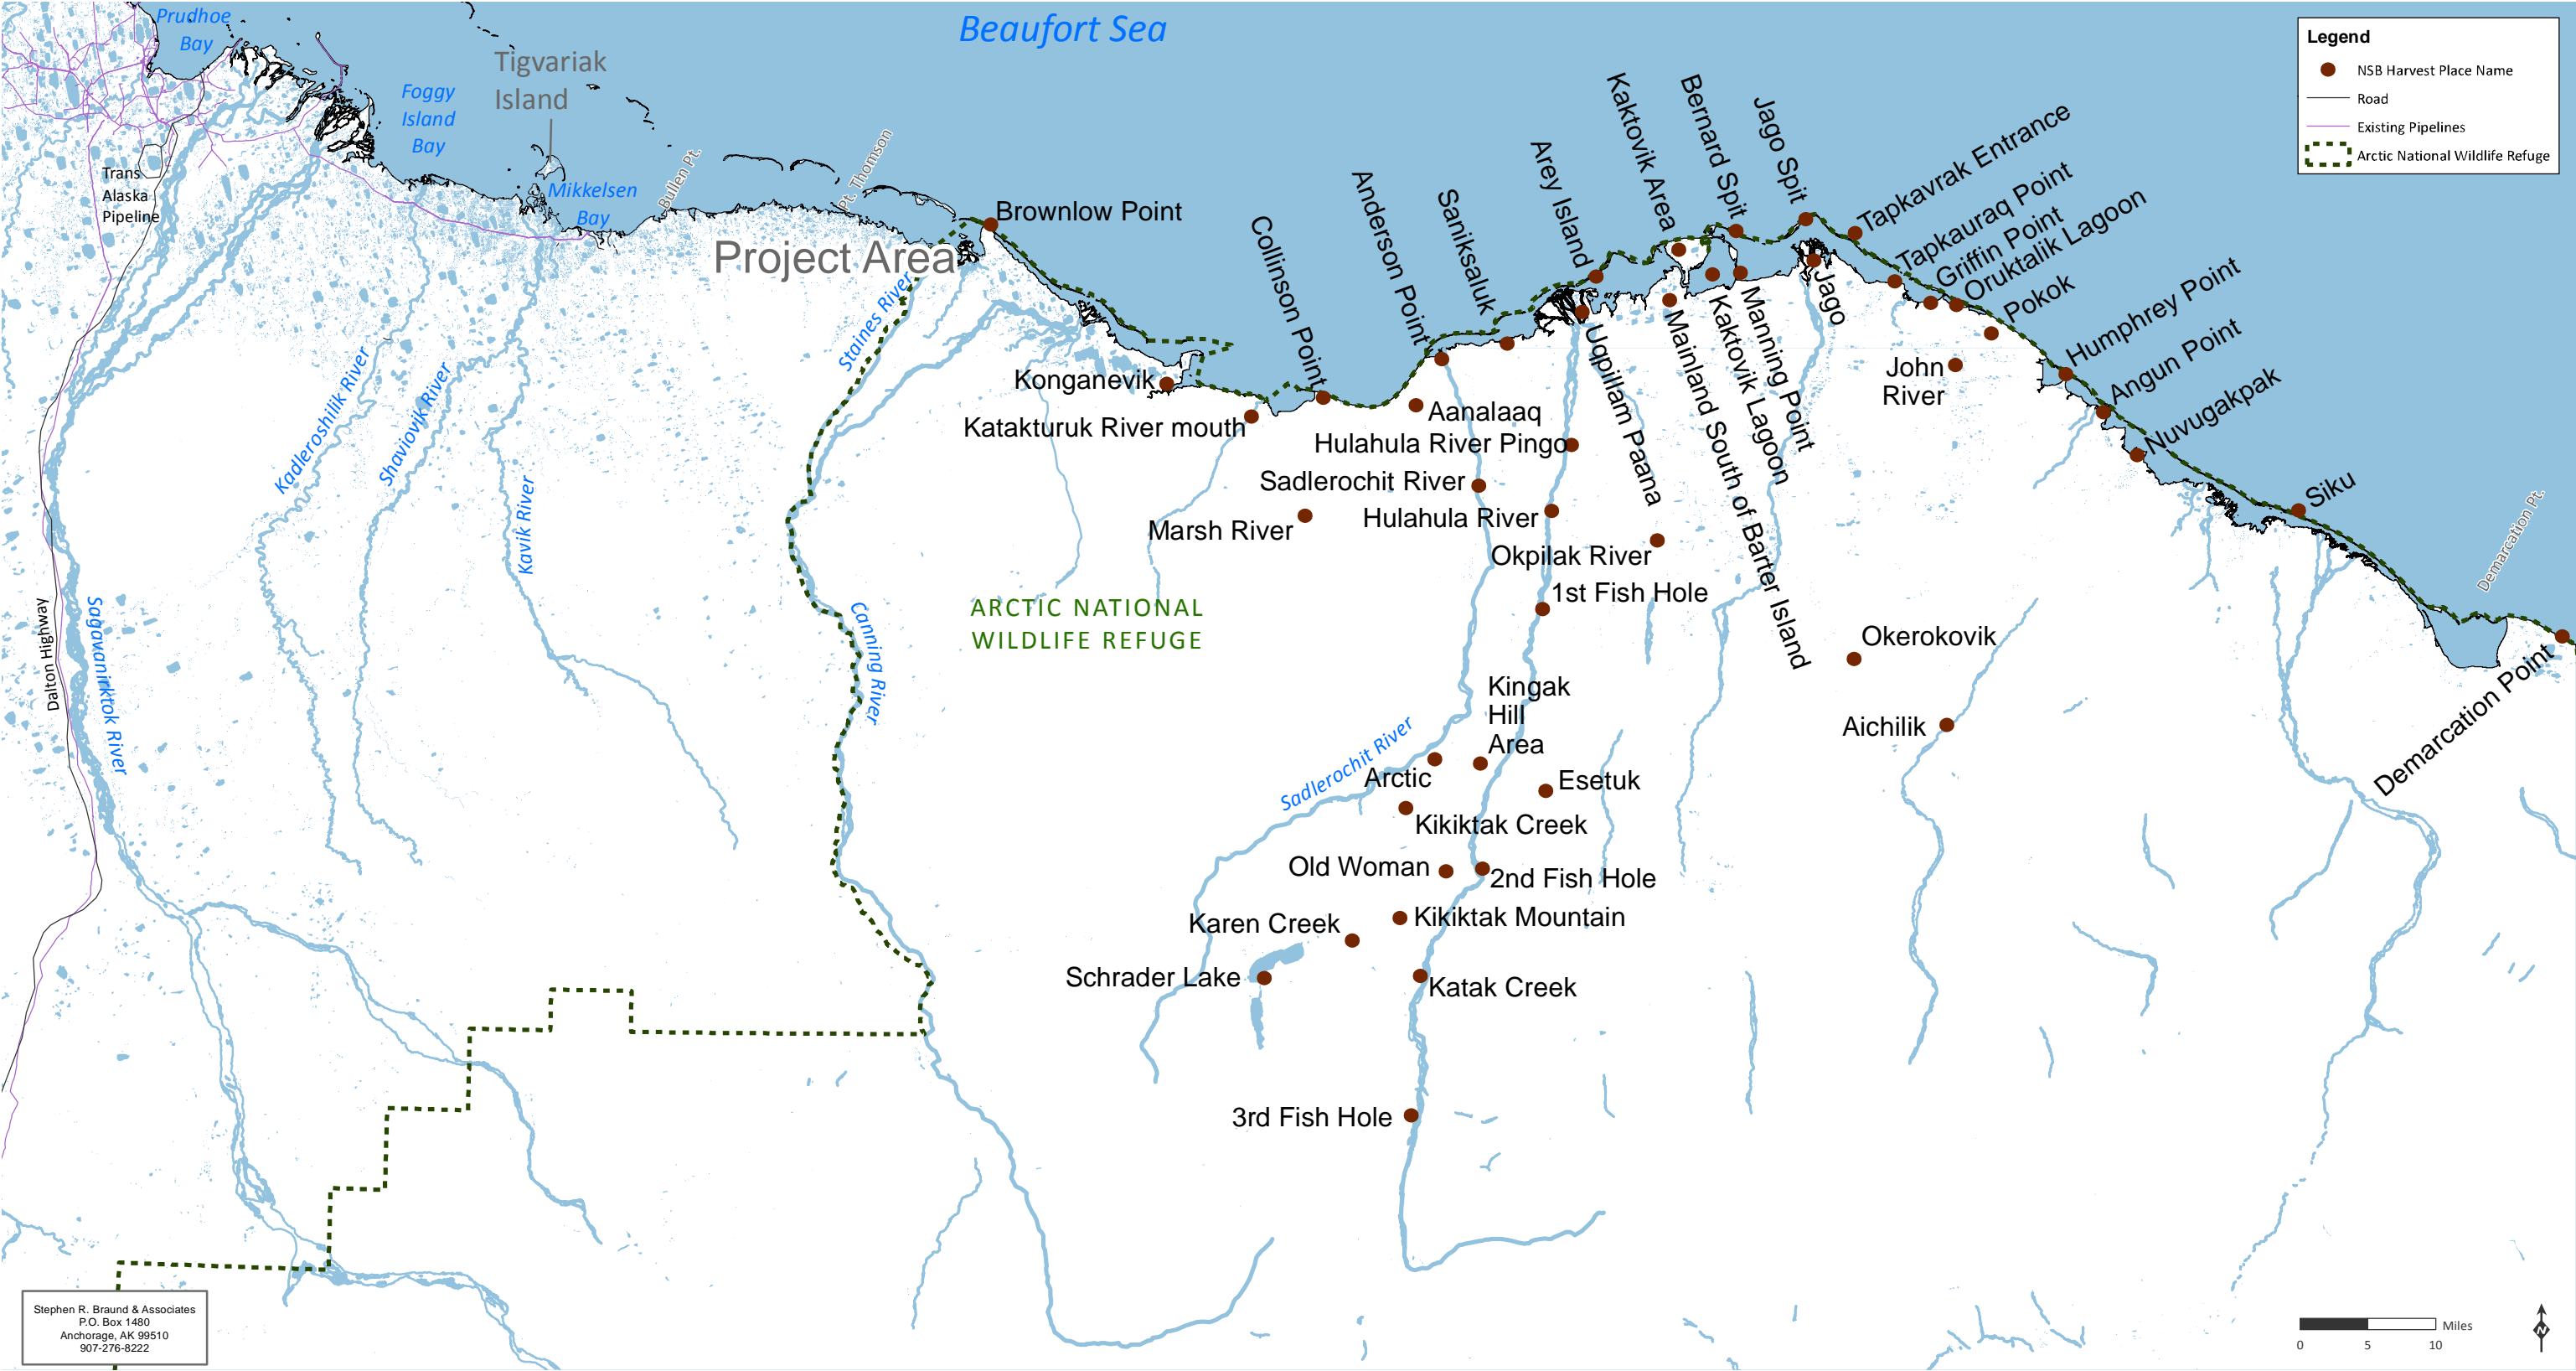 Prudhoe
Bay
Beaufort Sea
Tigvariak
Island
Foggy
Island
Bay
Trans
Alaska
Pipeline
Mikkelsen
Bay
Bullen Pt.
Pt. Thomson
Project Area
Brownlow Point
Collinson Point
Anderson Point
Saniksaluk
Arey Island
Kaktovik Area
Bernard Spit
Jago Spit
Tapkavrak Entrance
Tapkauraq Point
Griffin Point
Oruktalik Lagoon
Pokok
Humphrey Point
Angun Point
Nuvugakpak
Siku
Demarcation Pt.
Demarcation Point
Legend
NSB Harvest Place Name
Road
Existing Pipelines
Arctic National Wildlife Refuge
Kadleroshilik River
Shaviovik River
Kavik River
Staines River
Canning River
Sagavanirktok River
Dalton Highway
Konganevik
Katakturuk River mouth
Marsh River
Aanalaaq
Hulahula River Pingo
Sadlerochit River
Hulahula River
Okpilak River
1st Fish Hole
Uqpillam Paana
Mainland South of Barter Island
Kaktovik Lagoon
Manning Point
Jago
John
River
Okerokovik
Aichilik
ARCTIC NATIONAL
WILDLIFE REFUGE
Kingak
Hill
Area
Sadlerochit River
Arctic
Esetuk
Kikiktak Creek
Old Woman
2nd Fish Hole
Kikiktak Mountain
Karen Creek
Schrader Lake
Katak Creek
3rd Fish Hole
Stephen R. Braund & Associates
P.O. Box 1480
Anchorage, AK 99510
907-276-8222
Miles
0 5 10
N